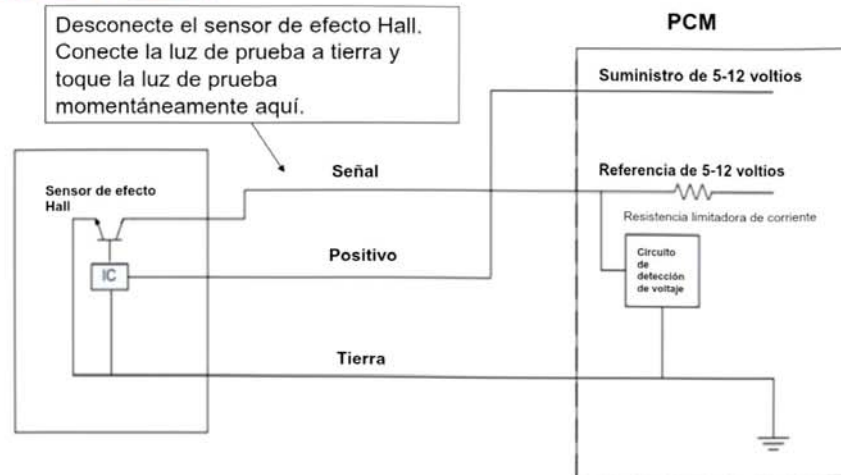 Desconecte el sensor de efecto Hall.
Conecte la luz de prueba a tierra y
toque la luz de prueba
momentáneamente aquí.
PCM
Suministro de 5-12 voltios
Señal
Referencia de 5-12 voltios
Sensor de efecto
Hall
Resistencia limitadora de corriente
Positivo
Circuito
de
detección
de voltaje
IC
Tierra